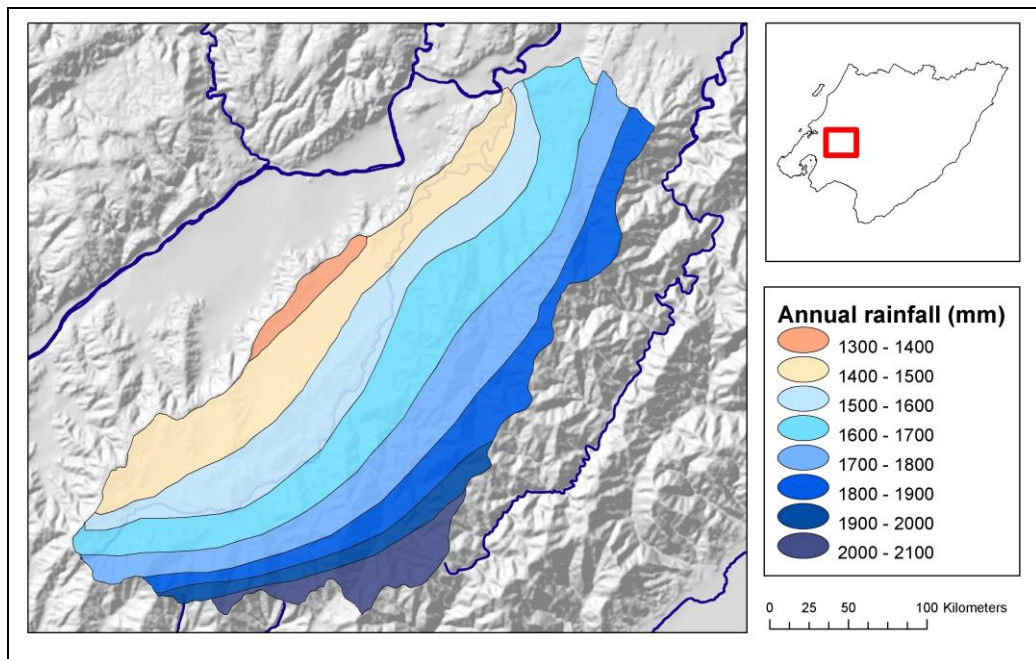 Annual rainfall (mm)
1300 - 1400
1400 - 1500
1500 - 1600
1600 - 1700
1700 - 1800
1800 - 1900
1900 - 2000
2000 - 2100
0 25 50 100 Kilometers